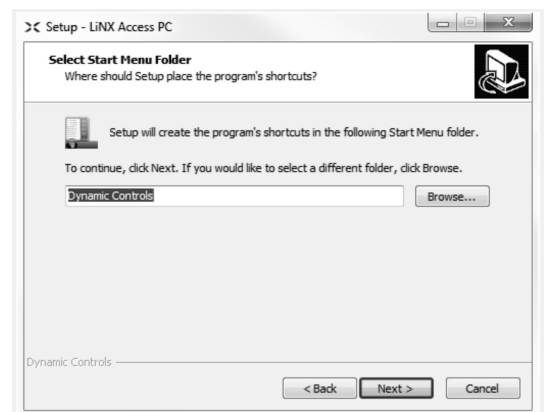 Setup - LiNX Access PC
Select Start Menu Folder
Where should Setup place the program's shortcuts?
Setup will create the program's shortcuts in the following Start Menu folder.
To continue, click Next. If you would like to select a different folder, click Browse.
Dynamic Controls Browse...
Dynamic Controls
< Back Next > Cancel